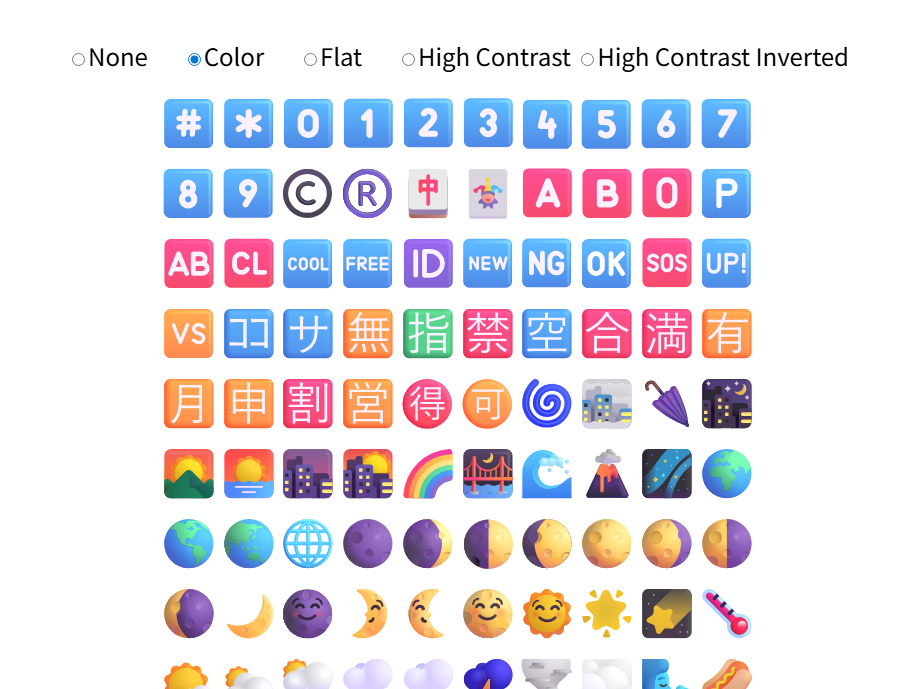 None Color Flat High Contrast High Contrast Inverted
# * 0 1 2 3 4 5 6 7
8 9 © ® 中 A B O P
AB CL COOL FREE ID NEW NG OK SOS UP!
VS ココ サ 無 指 禁 空 合 満 有
月 申 割 営 得 可